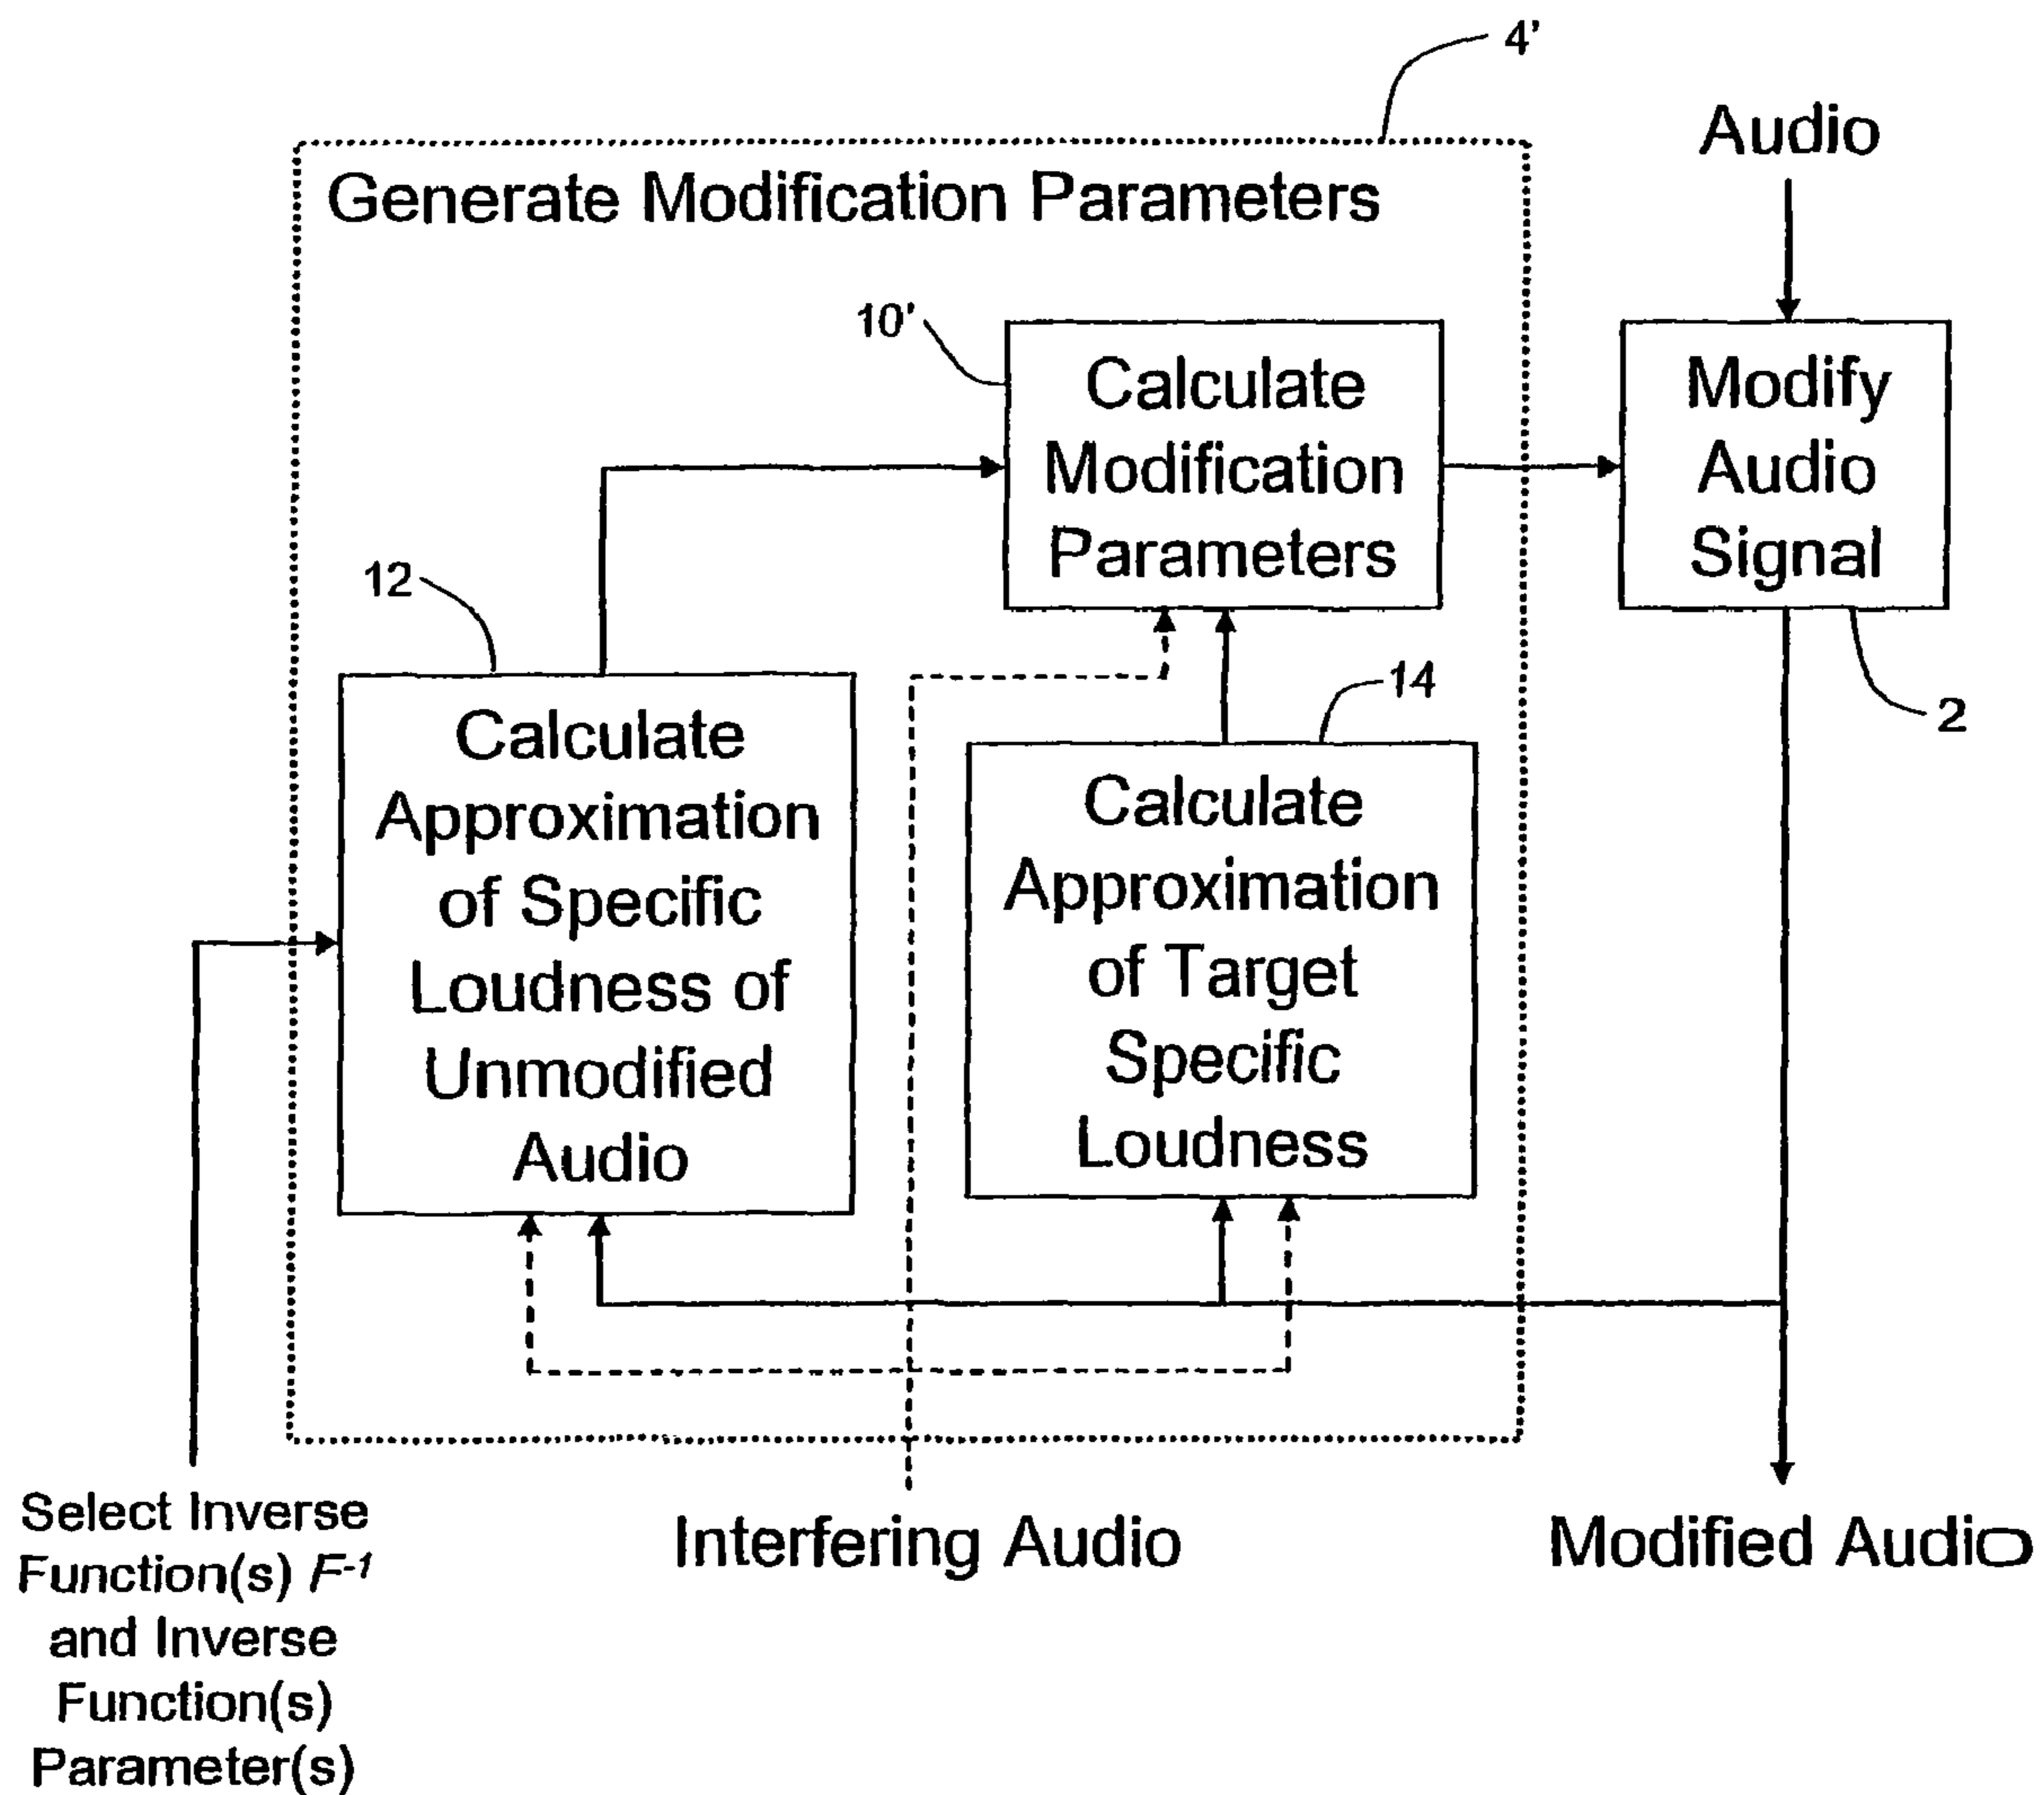 4'
Audio
Generate Modification Parameters
10'
Calculate
Modification
Parameters
Modify
Audio
Signal
2
12
Calculate
Approximation
of Specific
Loudness of
Unmodified
Audio
14
Calculate
Approximation
of Target
Specific
Loudness
Select Inverse
Function(s) F-1
and Inverse
Function(s)
Parameter(s)
Interfering Audio
Modified Audio